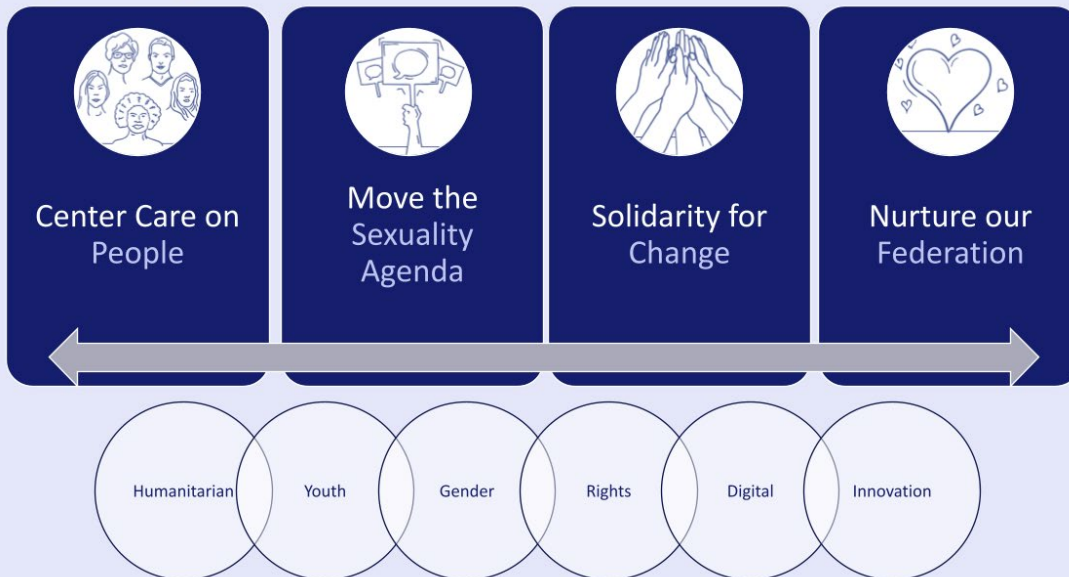 Center Care on
People
Move the
Sexuality
Agenda
Solidarity for
Change
Nurture our
Federation
Humanitarian
Youth
Gender
Rights
Digital
Innovation